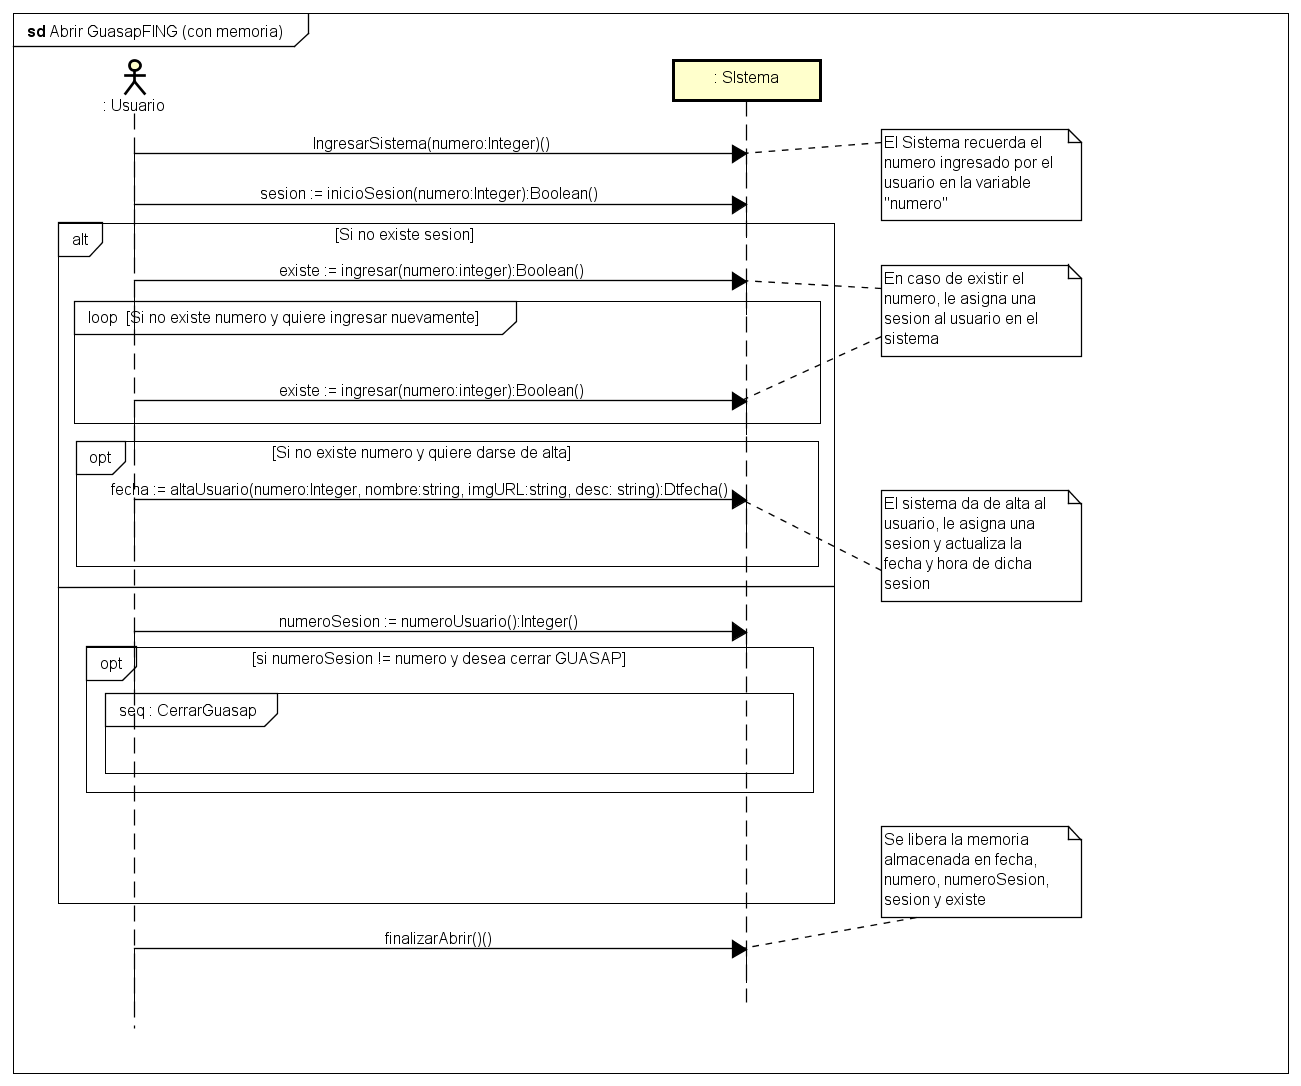 sd Abrir GuasapFING (con memoria)
: Usuario
: SIstema
IngresarSistema(numero:Integer)()
El Sistema recuerda el
numero ingresado por el
usuario en la variable
"numero"
sesion := inicioSesion(numero:Integer):Boolean()
alt
[Si no existe sesion]
existe := ingresar(numero:integer):Boolean()
En caso de existir el
numero, le asigna una
sesion al usuario en el
sistema
loop [Si no existe numero y quiere ingresar nuevamente]
existe := ingresar(numero:integer):Boolean()
opt
[Si no existe numero y quiere darse de alta]
fecha := altaUsuario(numero:Integer, nombre:string, imgURL:string, desc: string):Dtfecha()
El sistema da de alta al
usuario, le asigna una
sesion y actualiza la
fecha y hora de dicha
sesion
numeroSesion := numeroUsuario():Integer()
opt
[si numeroSesion != numero y desea cerrar GUASAP]
seq : CerrarGuasap
Se libera la memoria
almacenada en fecha,
numero, numeroSesion,
sesion y existe
finalizarAbrir()()